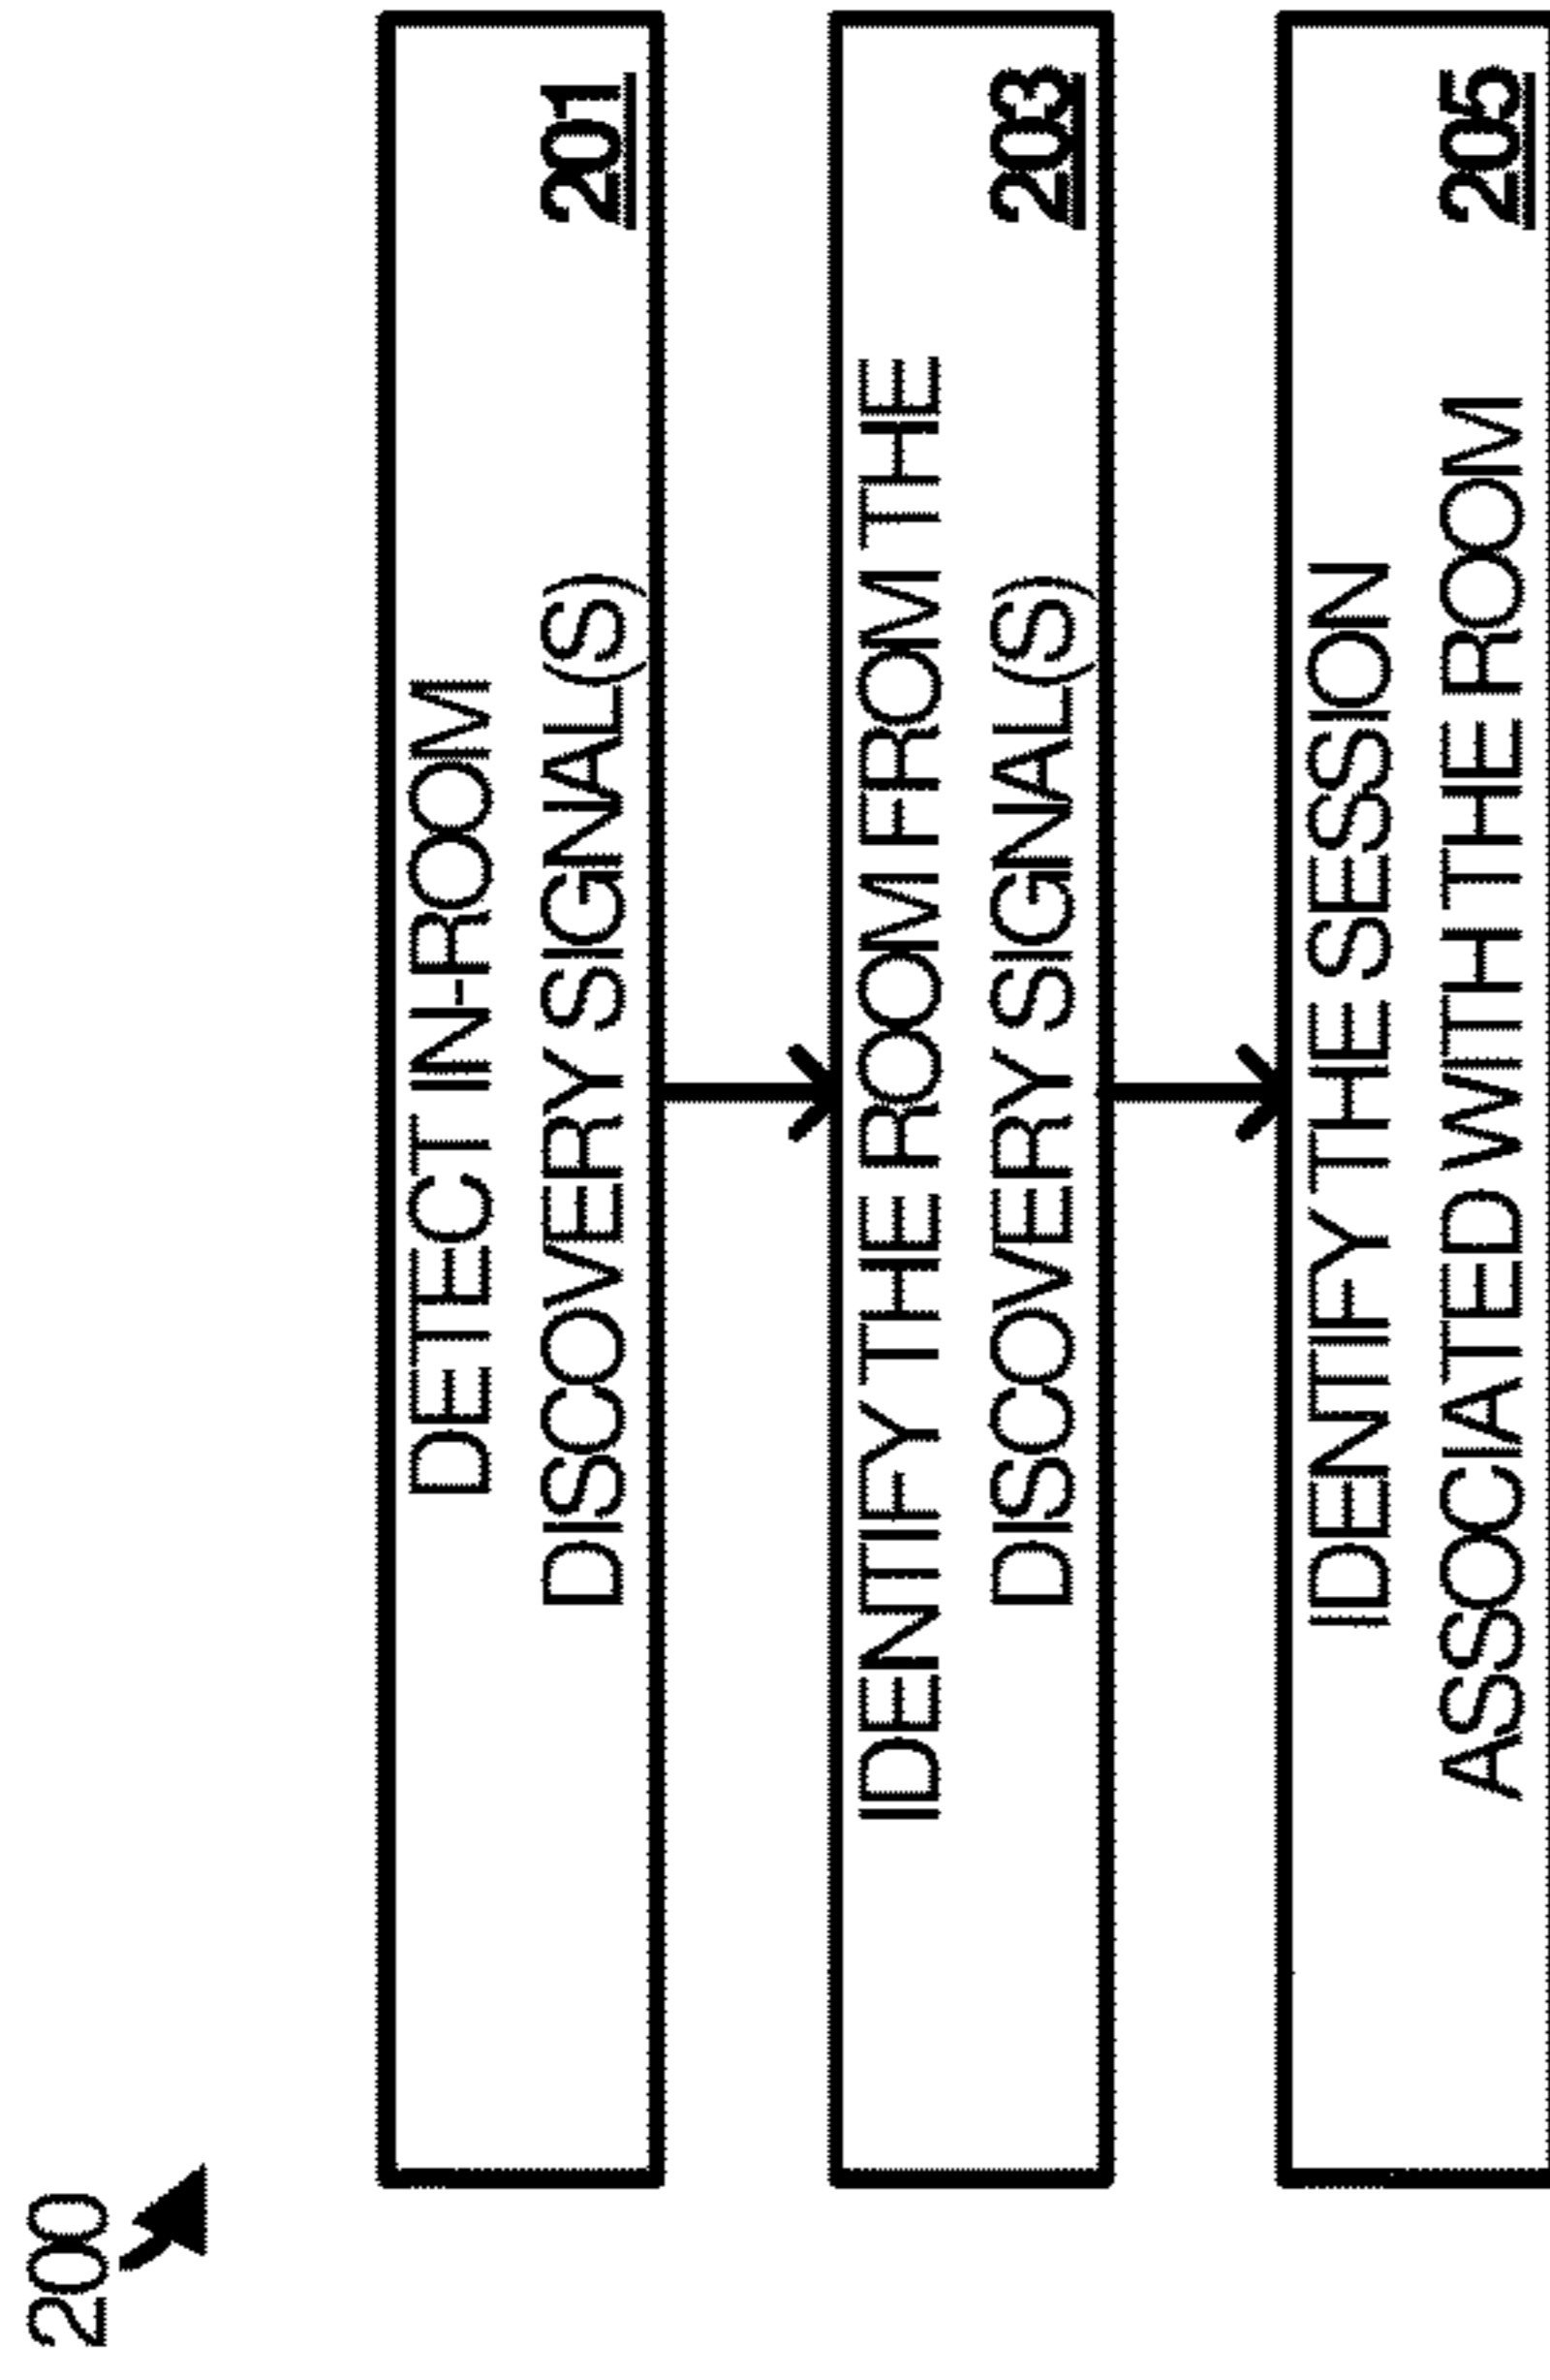 200
DETECT IN-ROOM
DISCOVERY SIGNAL(S)
201
IDENTIFY THE ROOM FROM THE
DISCOVERY SIGNAL(S)
203
IDENTIFY THE SESSION
ASSOCIATED WITH THE ROOM
205